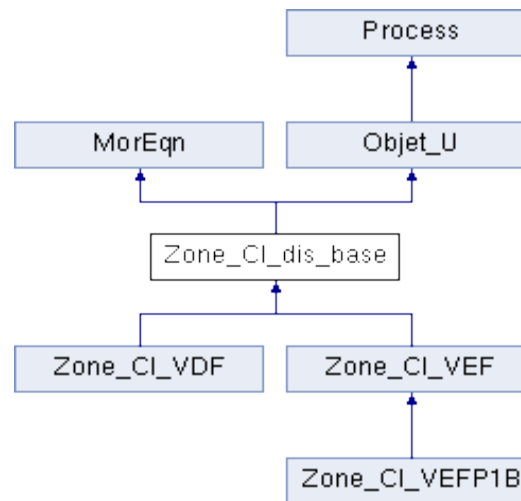 Process
MorEqn
Objet_U
Zone_Cl_dis_base
Zone_Cl_VDF
Zone_Cl_VEF
Zone_Cl_VEFP1B